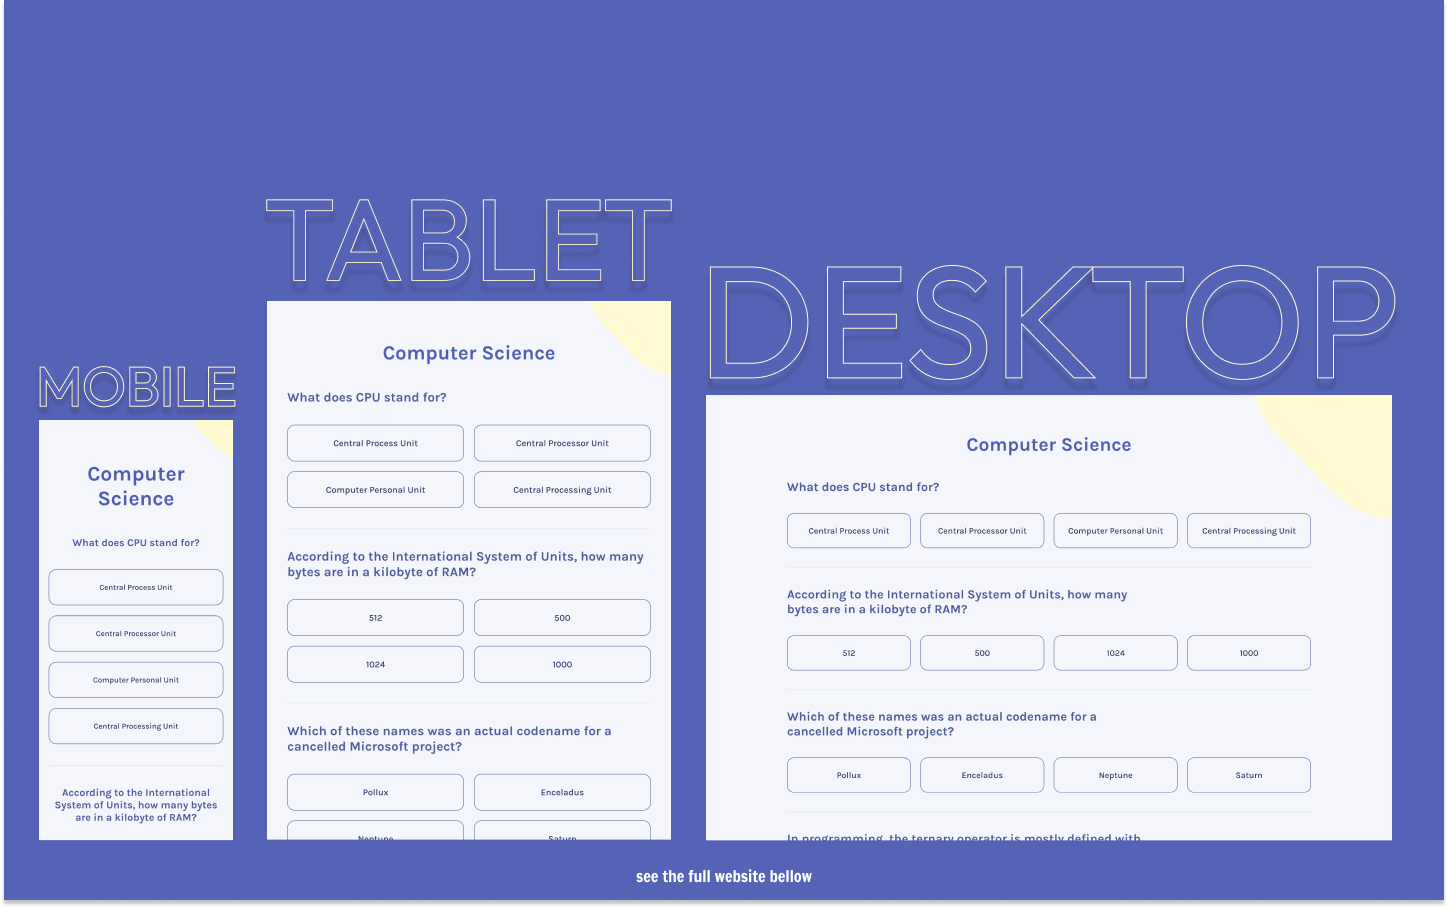 MOBILE
Computer
Science
What does CPU stand for?
Central Process Unit
Central Processor Unit
Computer Personal Unit
Central Processing Unit
According to the International
System of Units, how many bytes
are in a kilobyte of RAM?
TABLET
Computer Science
What does CPU stand for?
Central Process Unit
Central Processor Unit
Computer Personal Unit
Central Processing Unit
According to the International System of Units, how many
bytes are in a kilobyte of RAM?
512
500
1024
1000
Which of these names was an actual codename for a
cancelled Microsoft project?
Pollux
Enceladus
Neptune
Saturn
DESKTOP
Computer Science
What does CPU stand for?
Central Process Unit
Central Processor Unit
Computer Personal Unit
Central Processing Unit
According to the International System of Units, how many
bytes are in a kilobyte of RAM?
512
500
1024
1000
Which of these names was an actual codename for a
cancelled Microsoft project?
Pollux
Enceladus
Neptune
Saturn
In programming, the ternary operator is mostly defined with
see the full website bellow